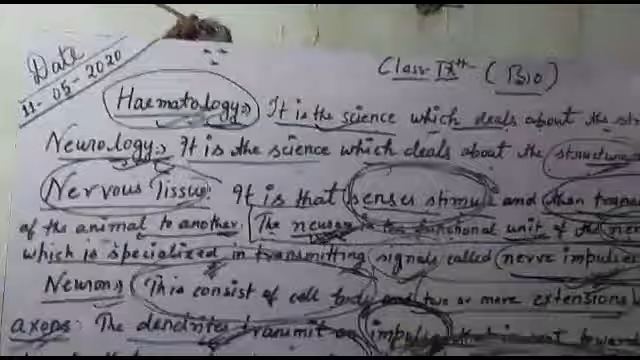 Date
11-05-2020
Class-IXth (Bio)
Haematology:- It is the science which deals about the
Neurology:- It is the science which deals about the structure
Nervous Tissue: It is that senses stimuli and then
of the animal to another. The neuron is the functional unit of the
which is specialized in transmitting signals called nerve impulses
Neuron:- This consist of cell body and two or more extensions
axons: The dendrites transmit